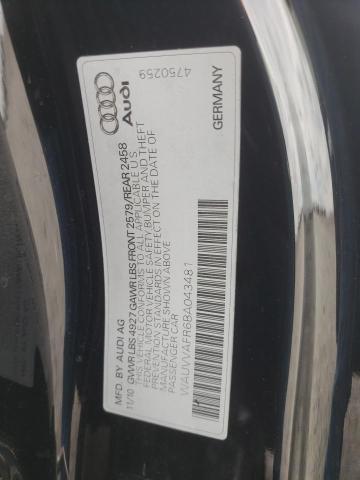 4750259
Audi
GERMANY
MFD. BY AUDI AG
11/10 GVWR LBS 4927 GAWR LBS FRONT 2579/REAR 2458
THIS VEHICLE CONFORMS TO ALL APPLICABLE U S
FEDERAL MOTOR VEHICLE SAFETY BUMPER AND THEFT
PREVENTION STANDARDS IN EFFECT ON THE DATE OF
MANUFACTURE SHOWN ABOVE
PASSENGER CAR
WAUVVAFR6BA043481